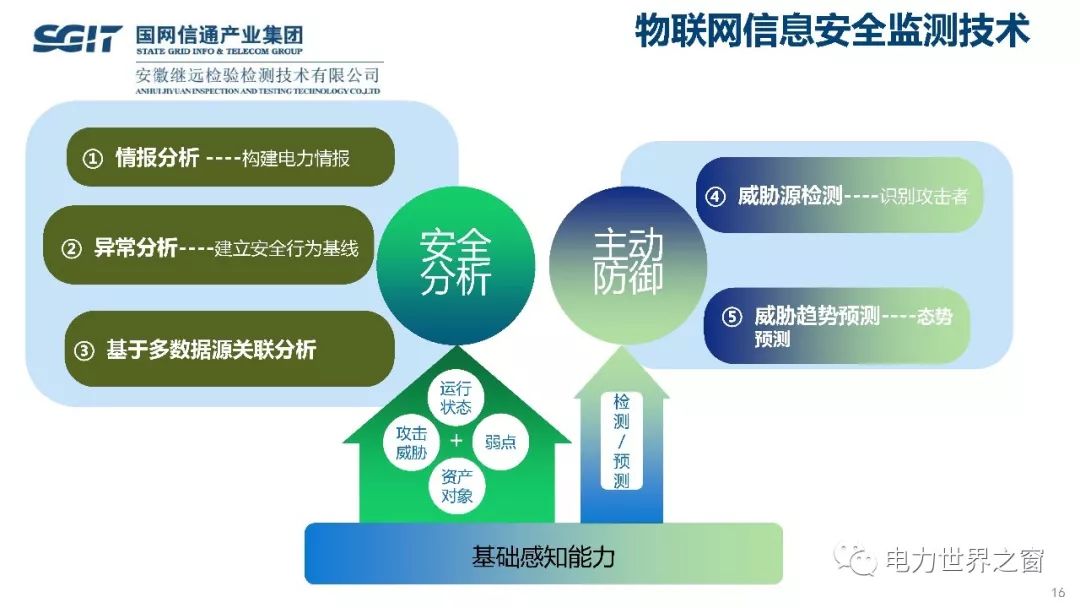 SGIT
国网信通产业集团
STATE GRID INFO & TELECOM GROUP
安徽继远检验检测技术有限公司
ANHUI JIYUAN INSPECTION AND TESTING TECHNOLOGY CO.,LTD
物联网信息安全监测技术
① 情报分析 ----构建电力情报
② 异常分析----建立安全行为基线
③ 基于多数据源关联分析
安全
分析
主动
防御
④ 威胁源检测----识别攻击者
⑤ 威胁趋势预测----态势
预测
运行
状态
攻击
威胁
+
弱点
资产
对象
检
测
/
预
测
基础感知能力
电力世界之窗
16